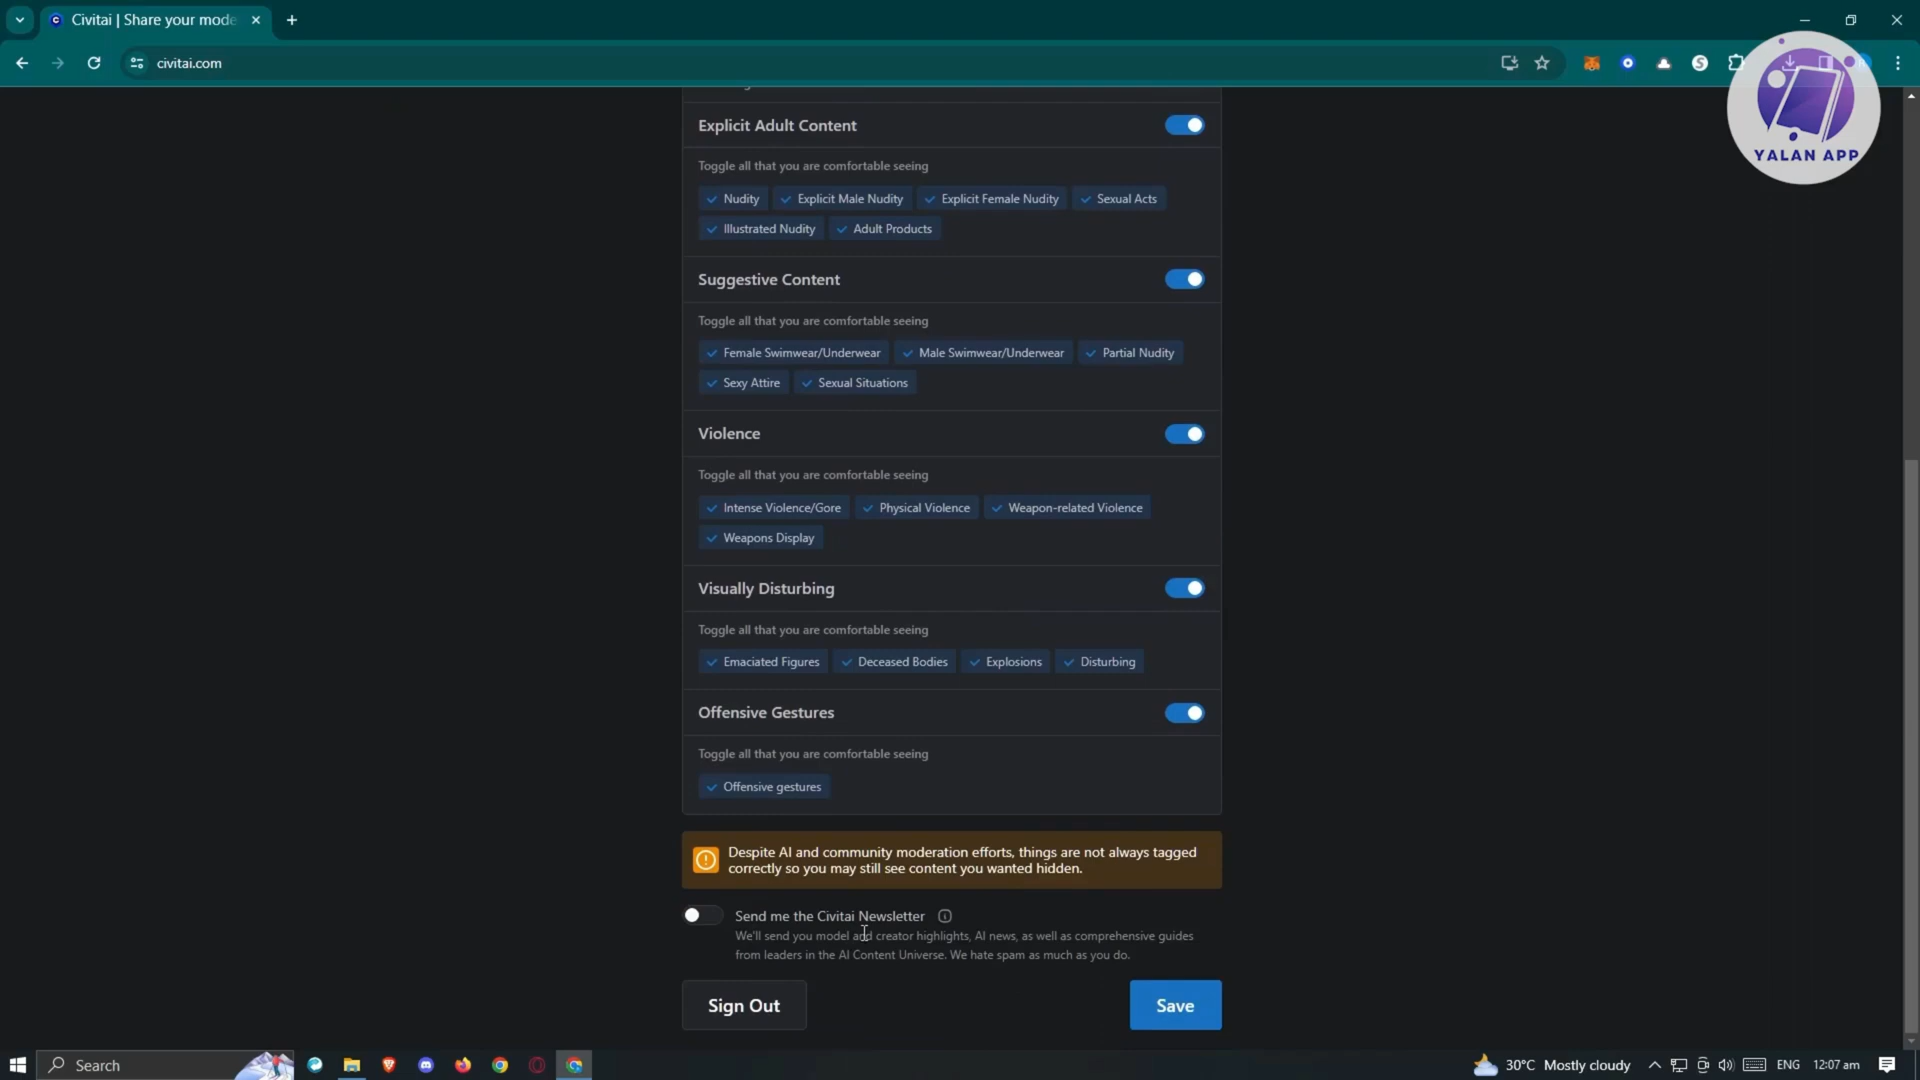 Civitai | Share your mode
civitai.com
YALAN APP
Explicit Adult Content
Toggle all that you are comfortable seeing
Nudity Explicit Male Nudity Explicit Female Nudity Sexual Acts
Illustrated Nudity Adult Products
Suggestive Content
Toggle all that you are comfortable seeing
Female Swimwear/Underwear Male Swimwear/Underwear Partial Nudity
Sexy Attire Sexual Situations
Violence
Toggle all that you are comfortable seeing
Intense Violence/Gore Physical Violence Weapon-related Violence
Weapons Display
Visually Disturbing
Toggle all that you are comfortable seeing
Emaciated Figures Deceased Bodies Explosions Disturbing
Offensive Gestures
Toggle all that you are comfortable seeing
Offensive gestures
Despite AI and community moderation efforts, things are not always tagged
correctly so you may still see content you wanted hidden.
Send me the Civitai Newsletter
We'll send you model and creator highlights, AI news, as well as comprehensive guides
from leaders in the AI Content Universe. We hate spam as much as you do.
Sign Out Save
Search 30°C Mostly cloudy ENG 12:07 am